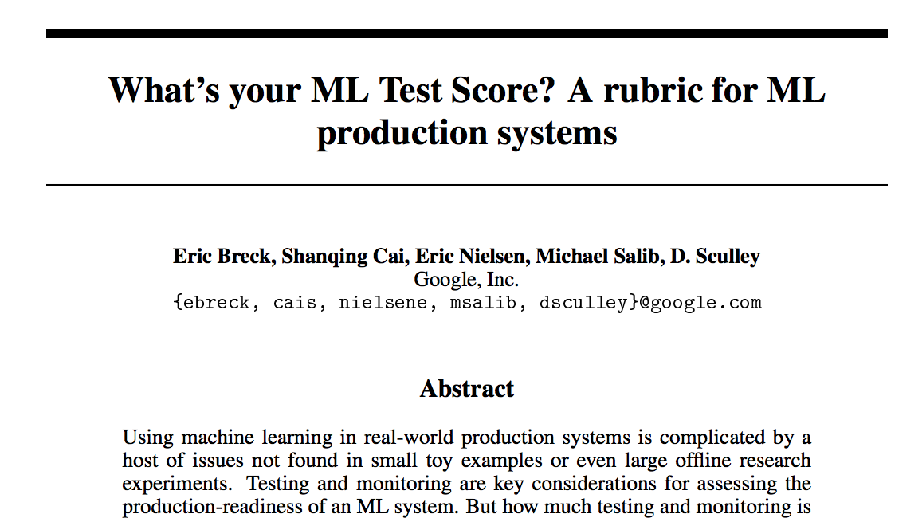 What's your ML Test Score? A rubric for ML
production systems
Eric Breck, Shanqing Cai, Eric Nielsen, Michael Salib, D. Sculley
Google, Inc.
{ebreck, cais, nielsene, msalib, dsculley}@google.com
Abstract
Using machine learning in real-world production systems is complicated by a
host of issues not found in small toy examples or even large offline research
experiments. Testing and monitoring are key considerations for assessing the
production-readiness of an ML system. But how much testing and monitoring is